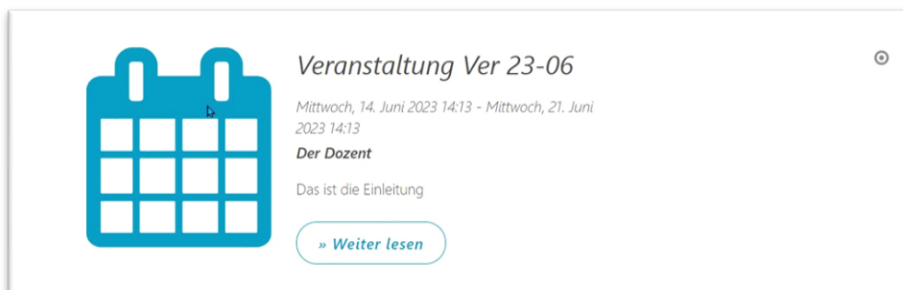 Veranstaltung Ver 23-06
Mittwoch, 14. Juni 2023 14:13 - Mittwoch, 21. Juni
2023 14:13
Der Dozent
Das ist die Einleitung
» Weiter lesen